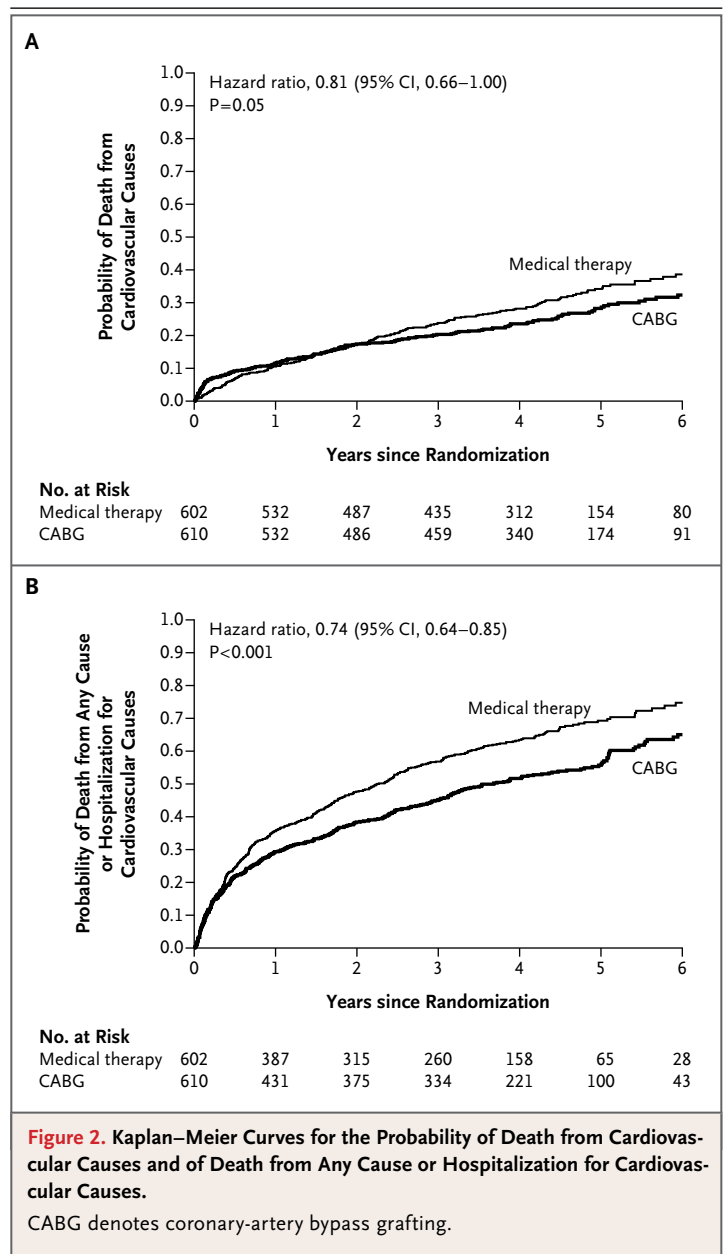 A
Hazard ratio, 0.81 (95% CI, 0.66–1.00)
P=0.05
Probability of Death from
Cardiovascular Causes
1.0
0.9
0.8
0.7
0.6
0.5
0.4
0.3
0.2
0.1
0.0
Medical therapy
CABG
0 1 2 3 4 5 6
Years since Randomization
No. at Risk
Medical therapy 602 532 487 435 312 154 80
CABG 610 532 486 459 340 174 91
B
Hazard ratio, 0.74 (95% CI, 0.64–0.85)
P<0.001
Probability of Death from Any Cause
or Hospitalization for
Cardiovascular Causes
1.0
0.9
0.8
0.7
0.6
0.5
0.4
0.3
0.2
0.1
0.0
Medical therapy
CABG
0 1 2 3 4 5 6
Years since Randomization
No. at Risk
Medical therapy 602 387 315 260 158 65 28
CABG 610 431 375 334 221 100 43
Figure 2. Kaplan–Meier Curves for the Probability of Death from Cardiovas-
cular Causes and of Death from Any Cause or Hospitalization for Cardiovas-
cular Causes.
CABG denotes coronary-artery bypass grafting.